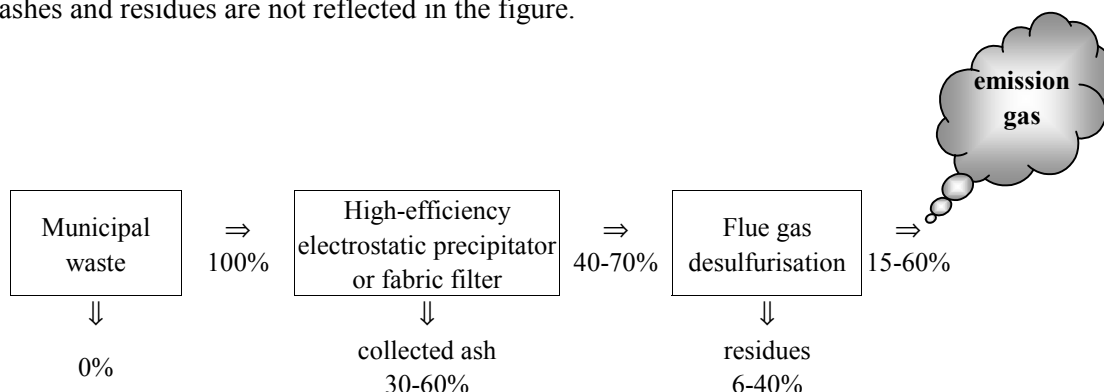 ashes and residues are not reflected in the figure.
emission
gas
Municipal
waste
⇒
100%
High-efficiency
electrostatic precipitator
or fabric filter
⇒
40-70%
Flue gas
desulfurisation
⇒
15-60%
⇓
0%
⇓
collected ash
30-60%
⇓
residues
6-40%